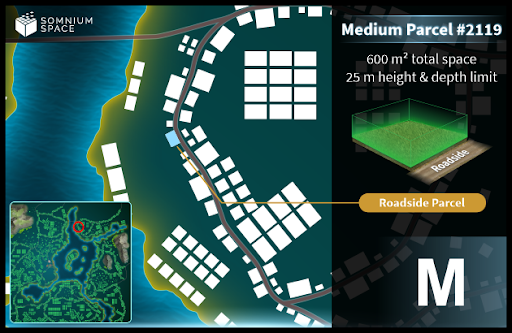 SOMNIUM
SPACE
Medium Parcel #2119
600 m² total space
25 m height & depth limit
Roadside
Roadside Parcel
M